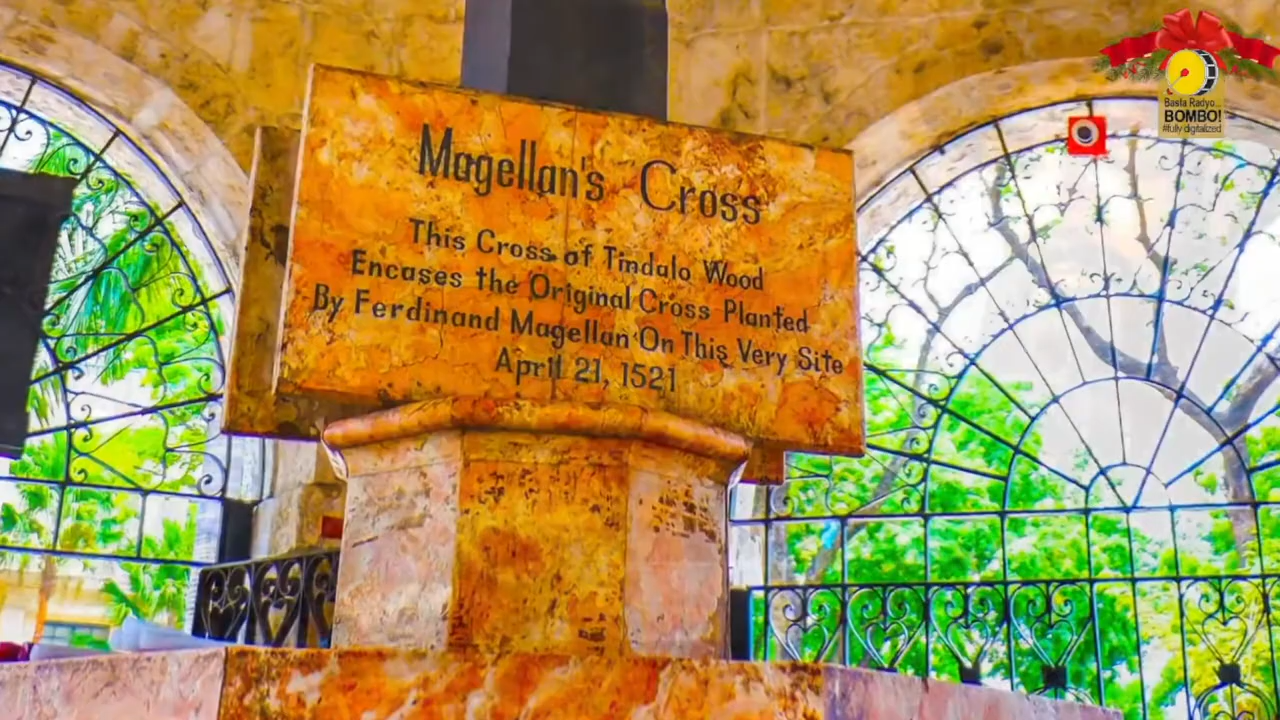 Magellan's Cross
This Cross of Tindalo Wood
Encases the Original Cross Planted
By Ferdinand Magellan On This Very Site
April 21, 1521
Basta Radyo...
BOMBO!
#fully digitalized